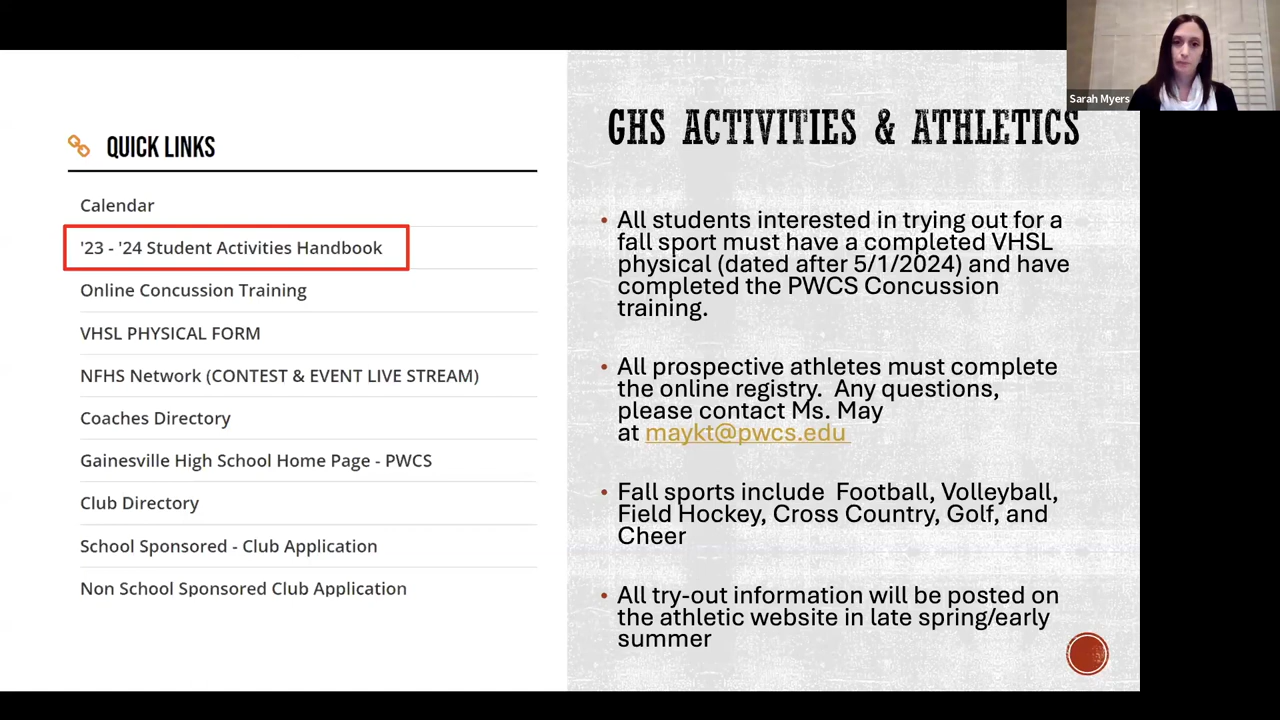 Sarah Myers
QUICK LINKS
Calendar
'23 - '24 Student Activities Handbook
Online Concussion Training
VHSL PHYSICAL FORM
NFHS Network (CONTEST & EVENT LIVE STREAM)
Coaches Directory
Gainesville High School Home Page - PWCS
Club Directory
School Sponsored - Club Application
Non School Sponsored Club Application
GHS ACTIVITIES & ATHLETICS
• All students interested in trying out for a
fall sport must have a completed VHSL
physical (dated after 5/1/2024) and have
completed the PWCS Concussion
training.
• All prospective athletes must complete
the online registry.  Any questions,
please contact Ms. May
at maykt@pwcs.edu
• Fall sports include  Football, Volleyball,
Field Hockey, Cross Country, Golf, and
Cheer
• All try-out information will be posted on
the athletic website in late spring/early
summer